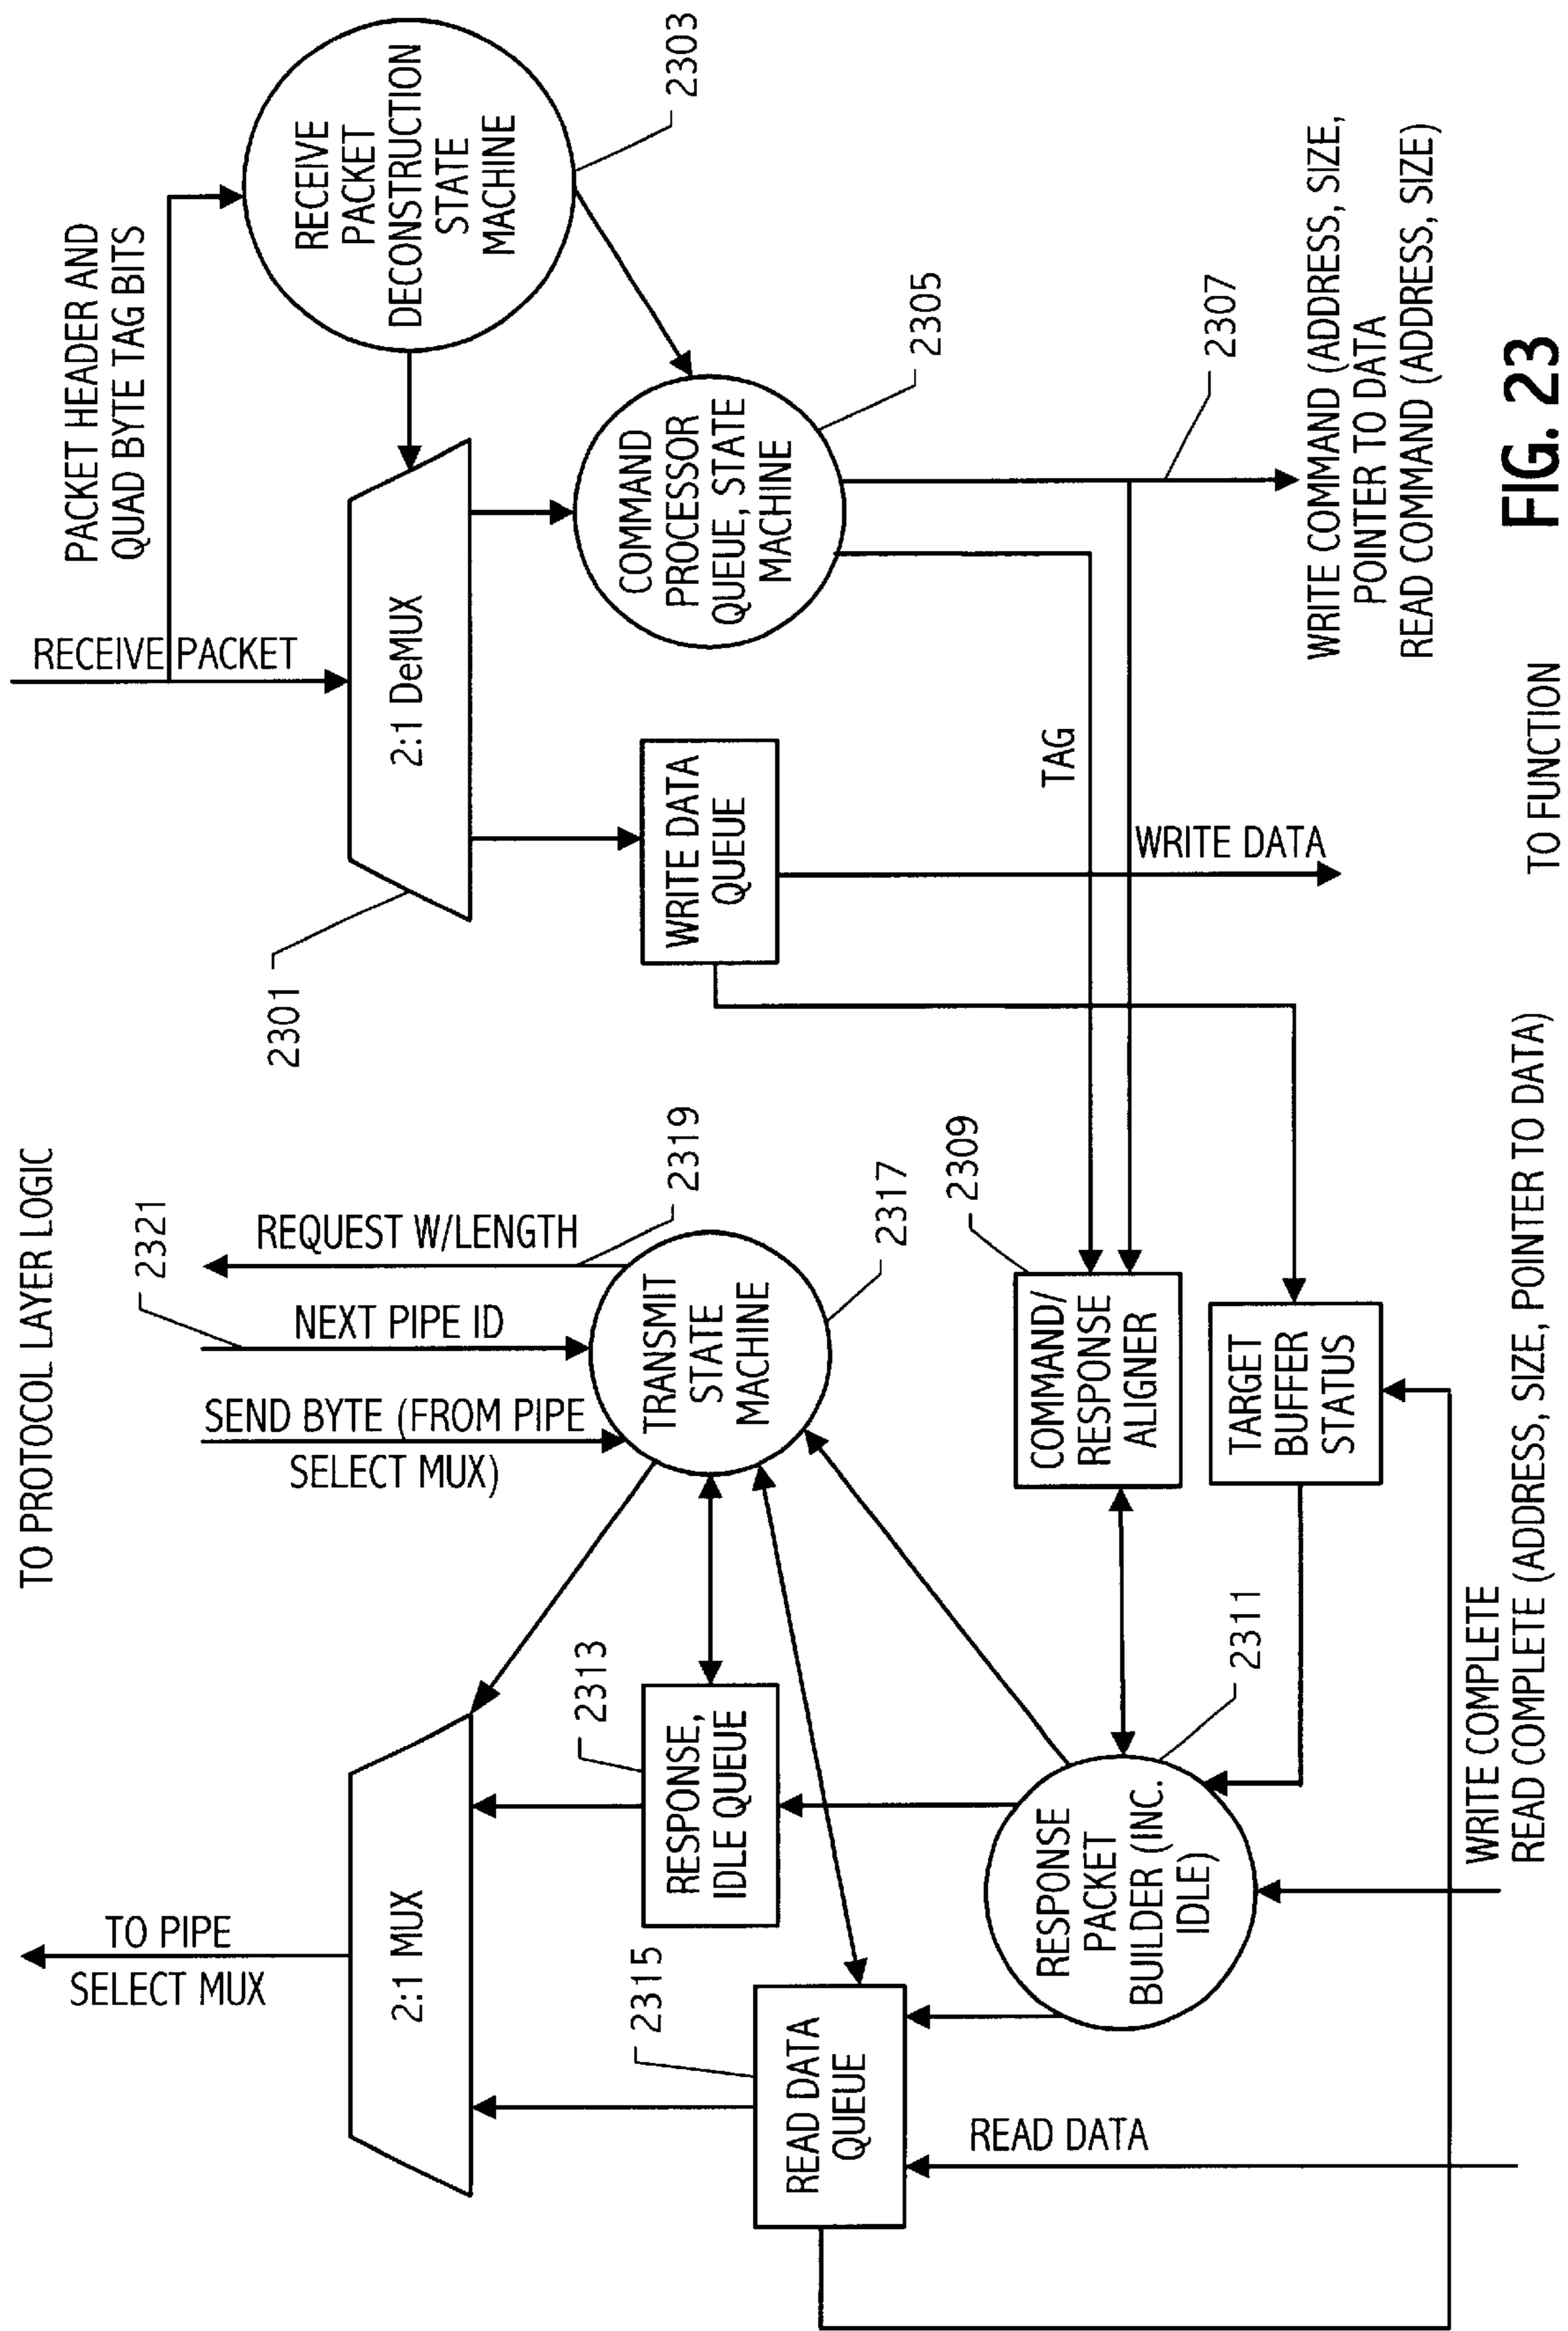 TO PROTOCOL LAYER LOGIC
TO PIPE
SELECT MUX
2:1 MUX
SEND BYTE (FROM PIPE
SELECT MUX)
NEXT PIPE ID
2321
REQUEST W/LENGTH
2319
TRANSMIT
STATE
MACHINE
2317
2313
RESPONSE,
IDLE QUEUE
2315
READ DATA
QUEUE
READ DATA
RESPONSE
PACKET
BUILDER (INC.
IDLE)
2311
COMMAND/
RESPONSE
ALIGNER
2309
TARGET
BUFFER
STATUS
WRITE COMPLETE
READ COMPLETE (ADDRESS, SIZE, POINTER TO DATA)
RECEIVE PACKET
PACKET HEADER AND
QUAD BYTE TAG BITS
2301
2:1 DeMUX
RECEIVE
PACKET
DECONSTRUCTION
STATE
MACHINE
2303
WRITE DATA
QUEUE
COMMAND
PROCESSOR
QUEUE, STATE
MACHINE
2305
TAG
WRITE DATA
2307
WRITE COMMAND (ADDRESS, SIZE,
POINTER TO DATA
READ COMMAND (ADDRESS, SIZE)
TO FUNCTION
FIG. 23